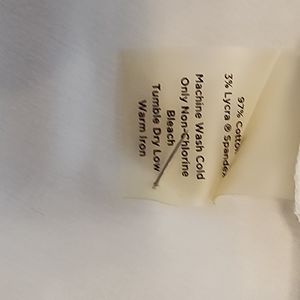 97% Cotton
3% Lycra ® Spandex
Machine Wash Cold
Only Non-Chlorine
Bleach
Tumble Dry Low
Warm Iron